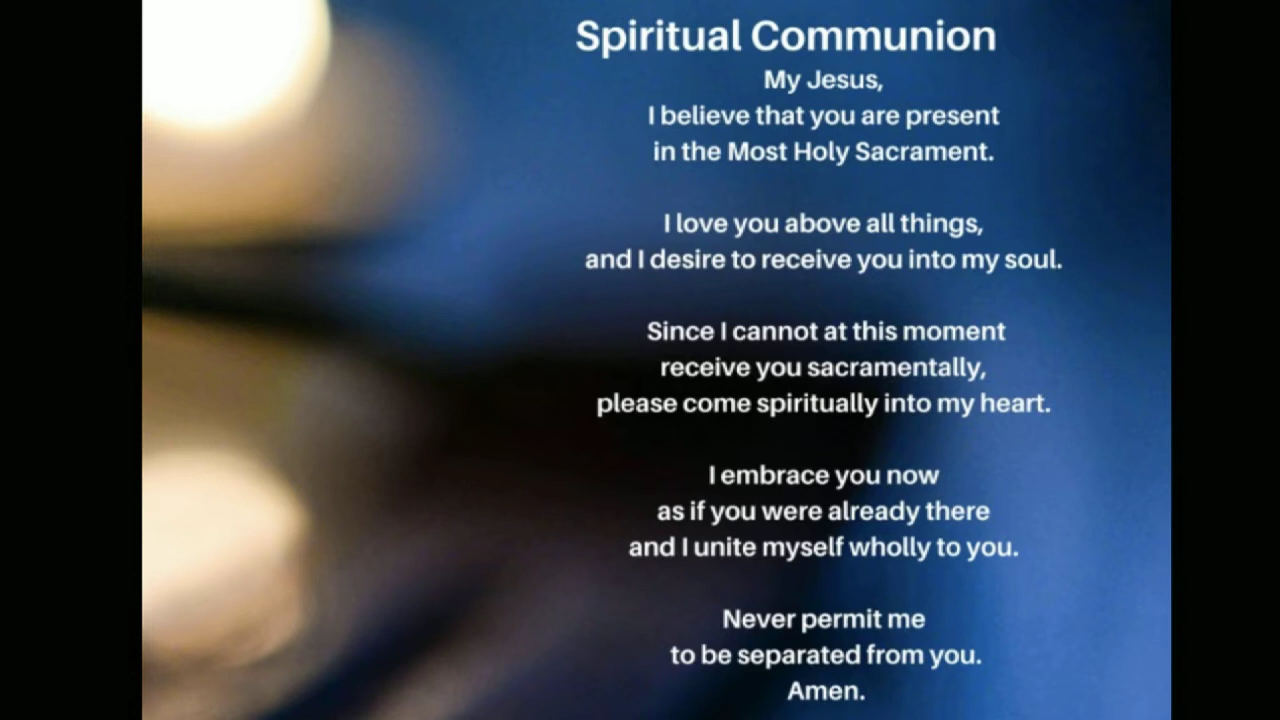 Spiritual Communion
My Jesus,
I believe that you are present
in the Most Holy Sacrament.
I love you above all things,
and I desire to receive you into my soul.
Since I cannot at this moment
receive you sacramentally,
please come spiritually into my heart.
I embrace you now
as if you were already there
and I unite myself wholly to you.
Never permit me
to be separated from you.
Amen.